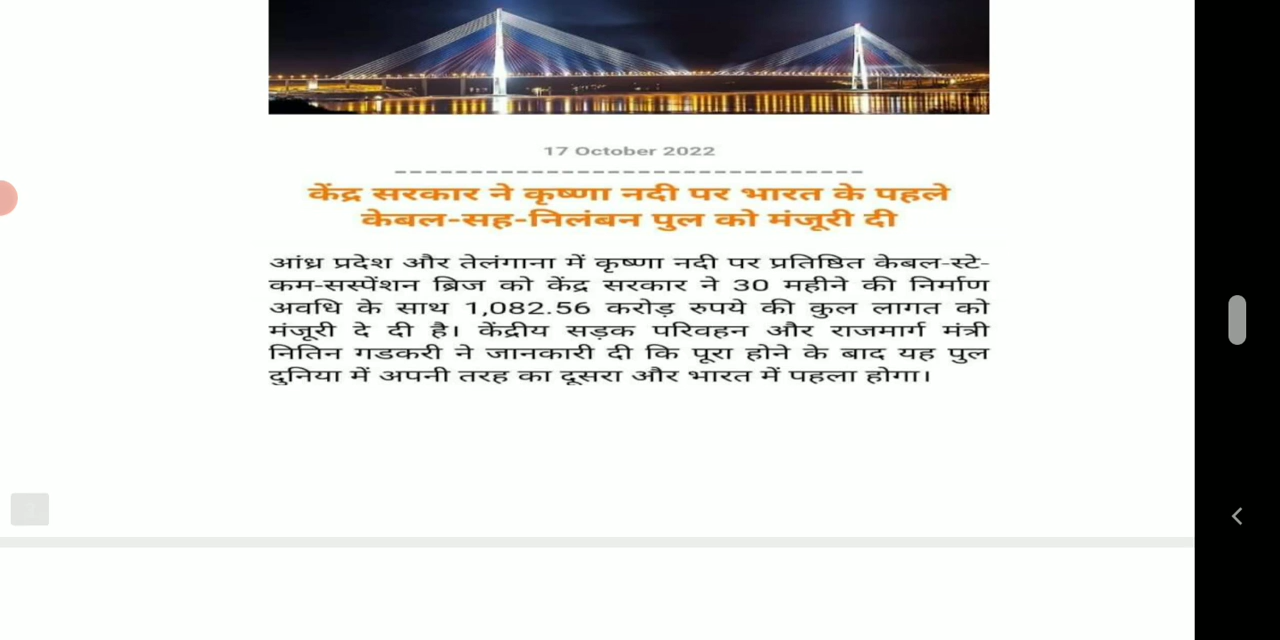 17 October 2022
केंद्र सरकार ने कृष्णा नदी पर भारत के पहले
केबल-सह-निलंबन पुल को मंजूरी दी
आंध्र प्रदेश और तेलंगाना में कृष्णा नदी पर प्रतिष्ठित केबल-स्टे-
कम-सस्पेंशन ब्रिज को केंद्र सरकार ने 30 महीने की निर्माण
अवधि के साथ 1,082.56 करोड़ रुपये की कुल लागत को
मंजूरी दे दी है। केंद्रीय सड़क परिवहन और राजमार्ग मंत्री
नितिन गडकरी ने जानकारी दी कि पूरा होने के बाद यह पुल
दुनिया में अपनी तरह का दूसरा और भारत में पहला होगा।